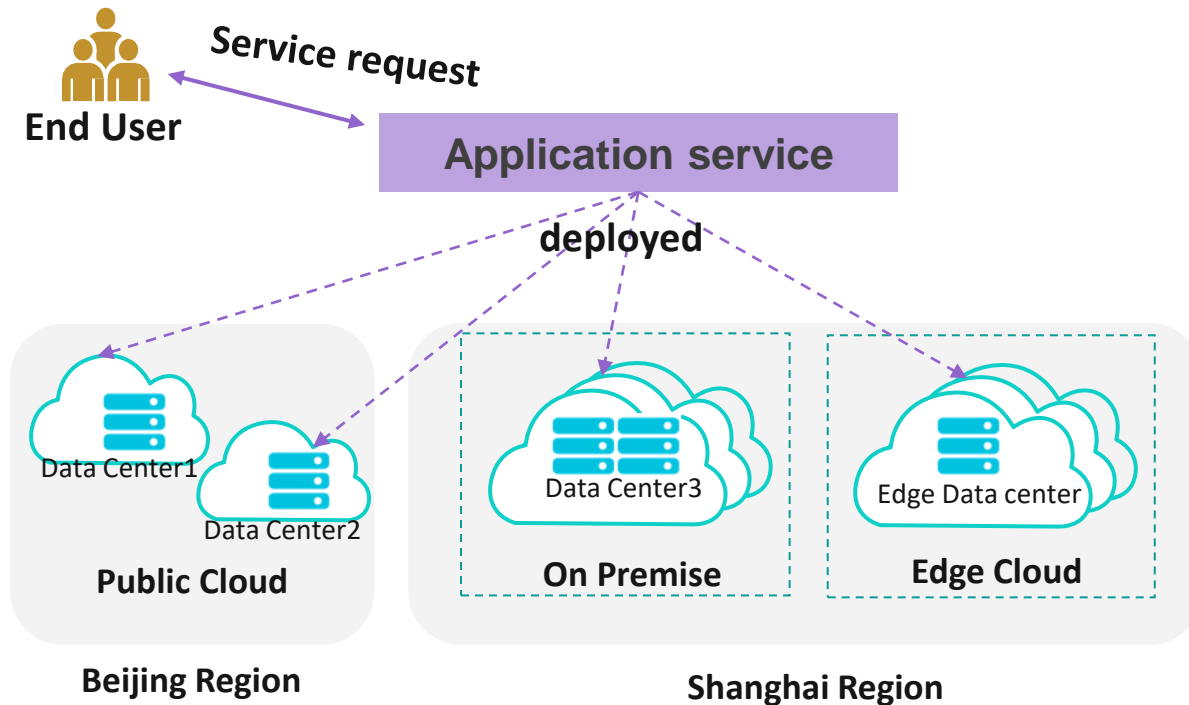 Service request
End User
Application service
deployed
Data Center1
Data Center2
Public Cloud
Beijing Region
Data Center3
On Premise
Edge Data center
Edge Cloud
Shanghai Region